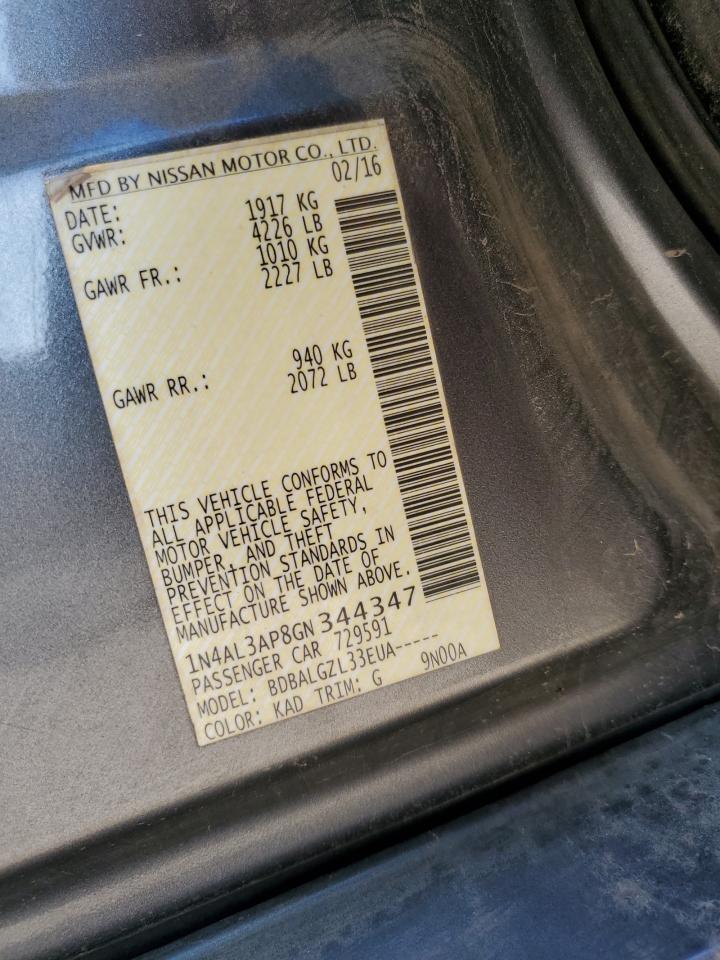 MFD BY NISSAN MOTOR CO., LTD.
DATE: 02/16
GVWR: 1917 KG
4226 LB
GAWR FR.: 1010 KG
2227 LB
GAWR RR.: 940 KG
2072 LB
THIS VEHICLE CONFORMS TO
ALL APPLICABLE FEDERAL
MOTOR VEHICLE SAFETY,
BUMPER, AND THEFT
PREVENTION STANDARDS IN
EFFECT ON THE DATE OF
MANUFACTURE SHOWN ABOVE.
1N4AL3AP8GN344347
PASSENGER CAR 729591
MODEL: BDBALGZL33EUA-----
COLOR: KAD TRIM: G 9N00A